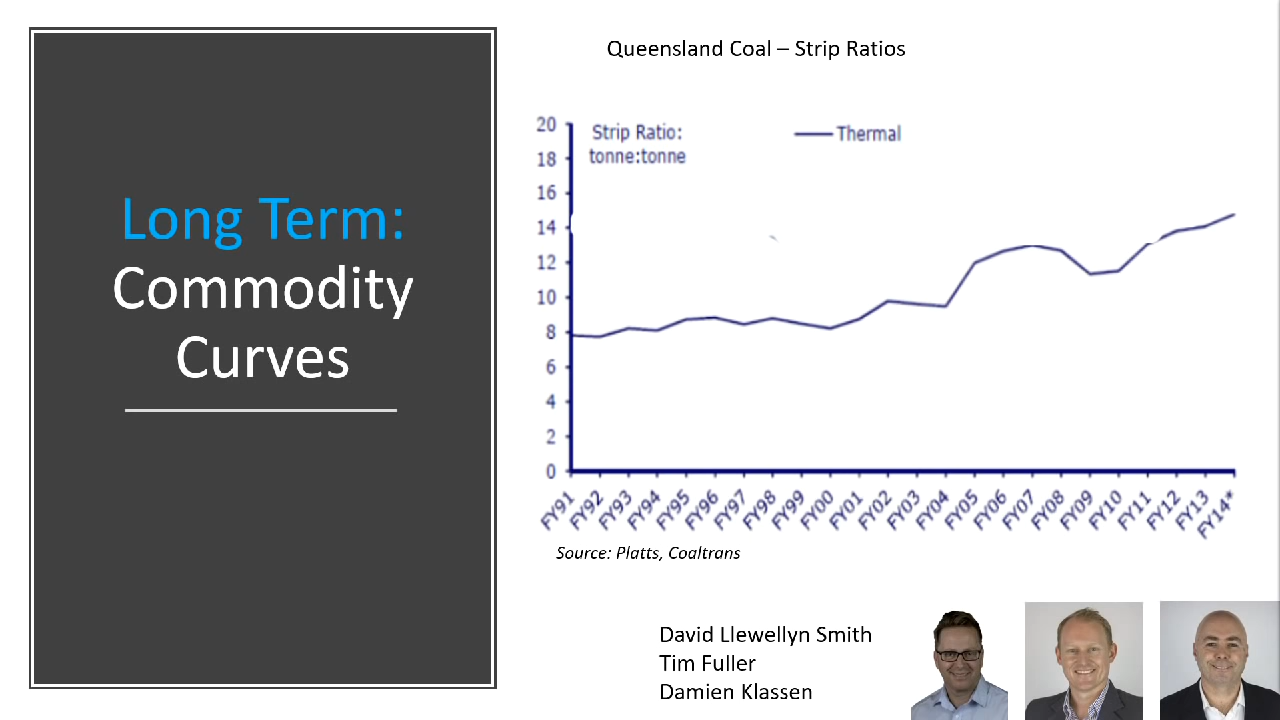 Long Term:
Commodity
Curves
Queensland Coal – Strip Ratios
Strip Ratio:
tonne:tonne
Thermal
20
18
16
14
12
10
8
6
4
2
0
FY91 FY92 FY93 FY94 FY95 FY96 FY97 FY98 FY99 FY00 FY01 FY02 FY03 FY04 FY05 FY06 FY07 FY08 FY09 FY10 FY11 FY12 FY13 FY14*
Source: Platts, Coaltrans
David Llewellyn Smith
Tim Fuller
Damien Klassen